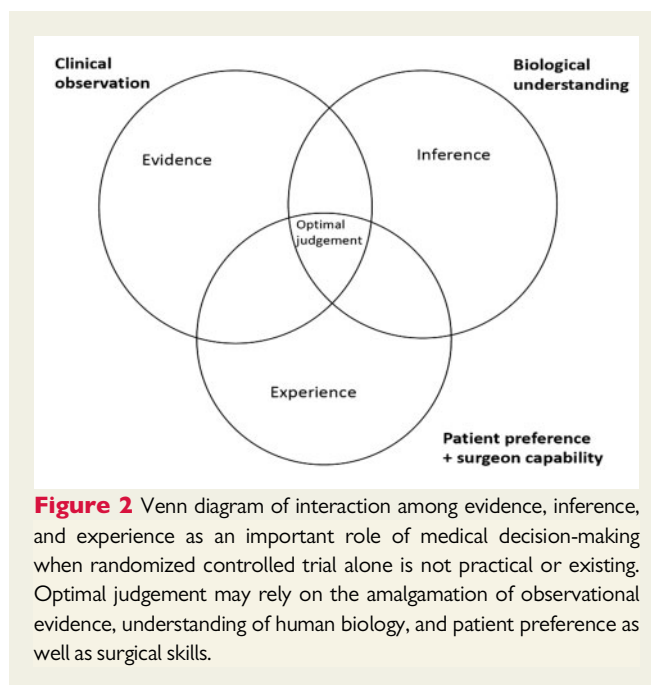 Clinical
observation
Biological
understanding
Evidence
Inference
Optimal
judgement
Experience
Patient preference
+ surgeon capability
Figure 2 Venn diagram of interaction among evidence, inference,
and experience as an important role of medical decision-making
when randomized controlled trial alone is not practical or existing.
Optimal judgement may rely on the amalgamation of observational
evidence, understanding of human biology, and patient preference as
well as surgical skills.